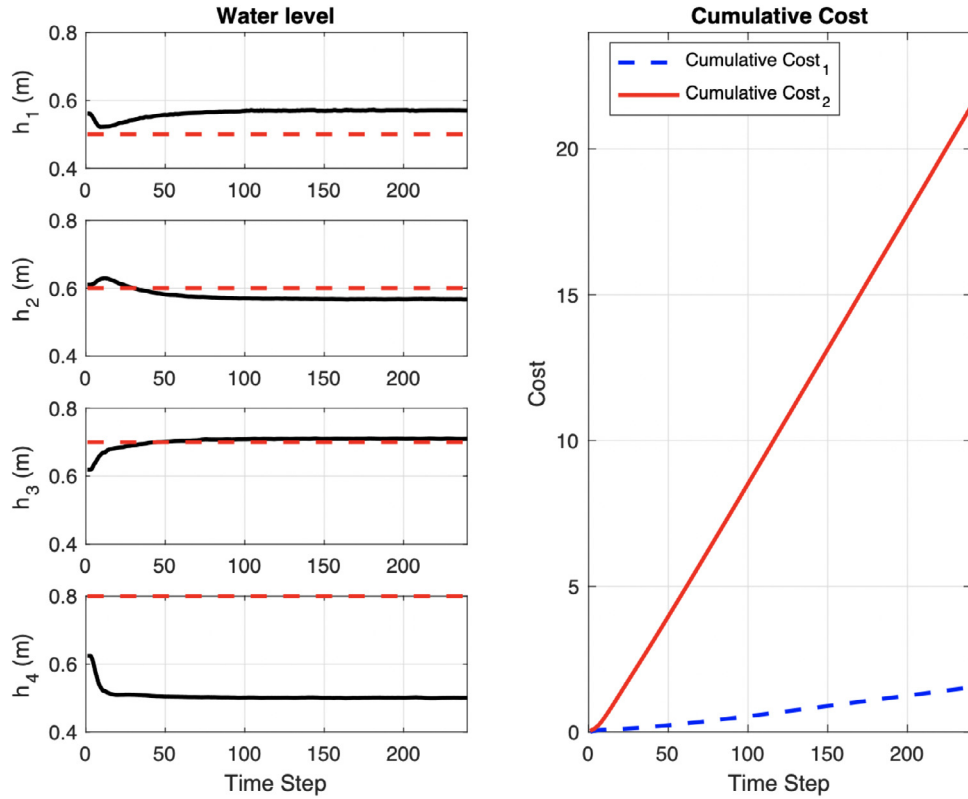 Water level
0.8
0.6
0.4
h1 (m)
0 50 100 150 200
0.8
0.6
0.4
h2 (m)
0 50 100 150 200
0.8
0.6
0.4
h3 (m)
0 50 100 150 200
0.8
0.6
0.4
h4 (m)
0 50 100 150 200
Time Step
Cumulative Cost
Cumulative Cost1
Cumulative Cost2
20
15
10
5
0
Cost
0 50 100 150 200
Time Step